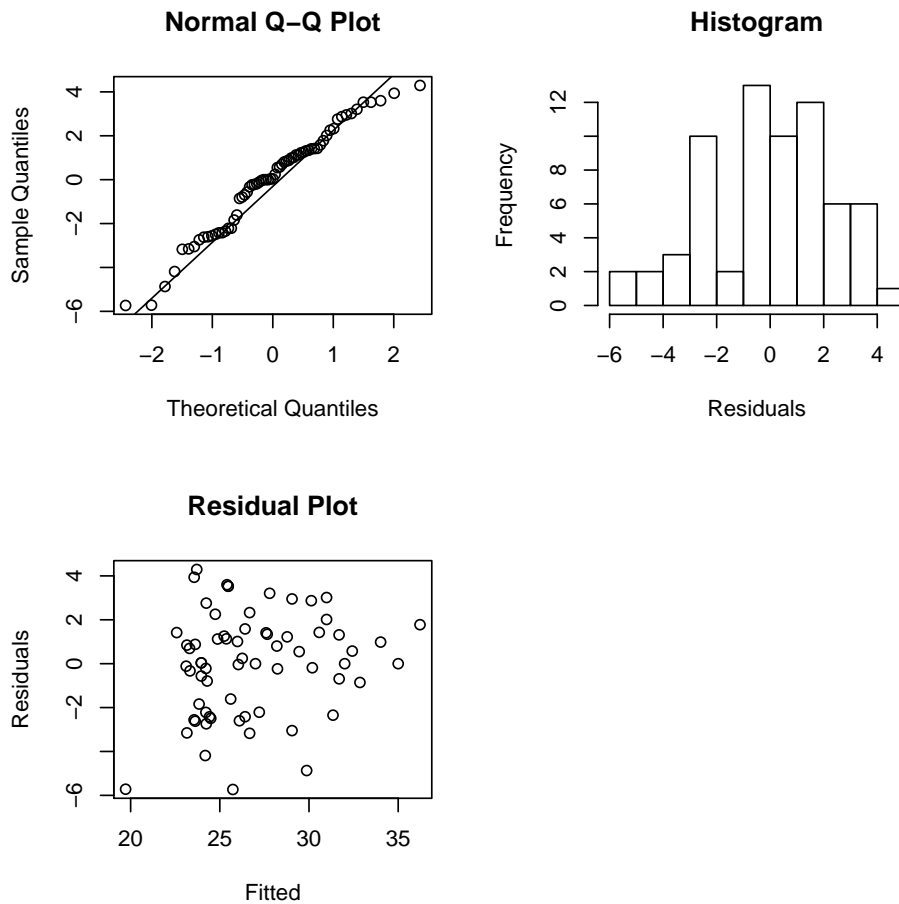 Normal Q−Q Plot
Sample Quantiles
4
2
0
−2
−6
−2 −1 0 1 2
Theoretical Quantiles
Histogram
Frequency
12
8
6
4
2
0
−6 −4 −2 0 2 4
Residuals
Residual Plot
Residuals
4
2
0
−2
−6
20 25 30 35
Fitted